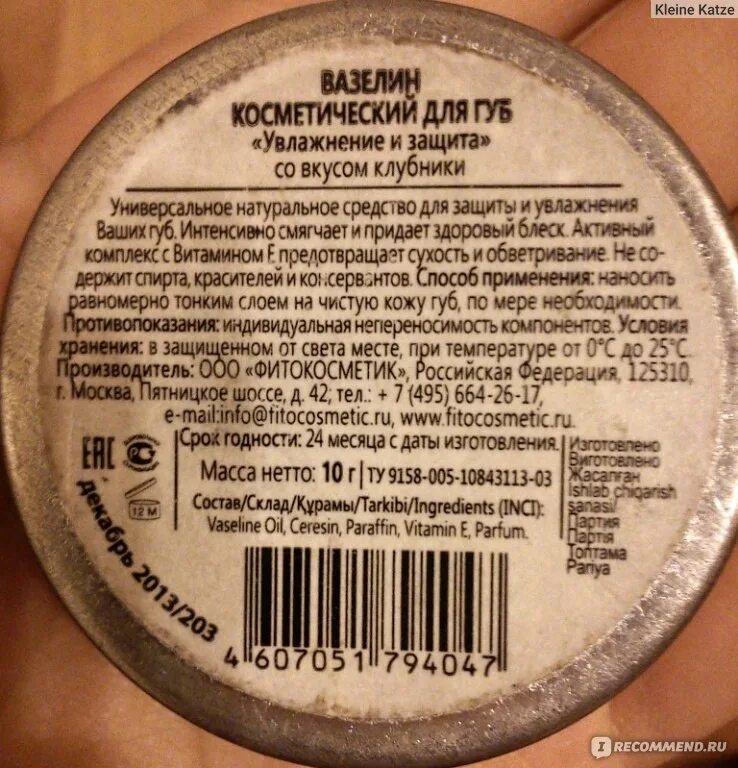 Kleine Katze
ВАЗЕЛИН
КОСМЕТИЧЕСКИЙ ДЛЯ ГУБ
«Увлажнение и защита»
со вкусом клубники
Универсальное натуральное средство для защиты и увлажнения
Ваших губ. Интенсивно смягчает и придает здоровый блеск. Активный
комплекс с Витамином Е предотвращает сухость и обветривание. Не со-
держит спирта, красителей и консервантов. Способ применения: наносить
равномерно тонким слоем на чистую кожу губ, по мере необходимости.
Противопоказания: индивидуальная непереносимость компонентов. Условия
хранения: в защищенном от света месте, при температуре от 0°С до 25°С.
Производитель: ООО «ФИТОКОСМЕТИК», Российская Федерация, 125310,
г. Москва, Пятницкое шоссе, д. 42; тел.: + 7 (495) 664-26-17,
e-mail:info@fitocosmetic.ru, www.fitocosmetic.ru.
Срок годности: 24 месяца с даты изготовления.
Масса нетто: 10 г ТУ 9158-005-10843113-03
Состав/Склад/Құрамы/Tarkibi/Ingredients (INCI):
Vaseline Oil, Ceresin, Paraffin, Vitamin E, Parfum.
Изготовлено
Виготовлено
Жасалған
Ishlab chiqarish
sanasi/
Партия
Партія
Топтама
Partiya
EAC
12 M
декабрь 2013/203
4 607051 794047
IRECOMMEND.RU